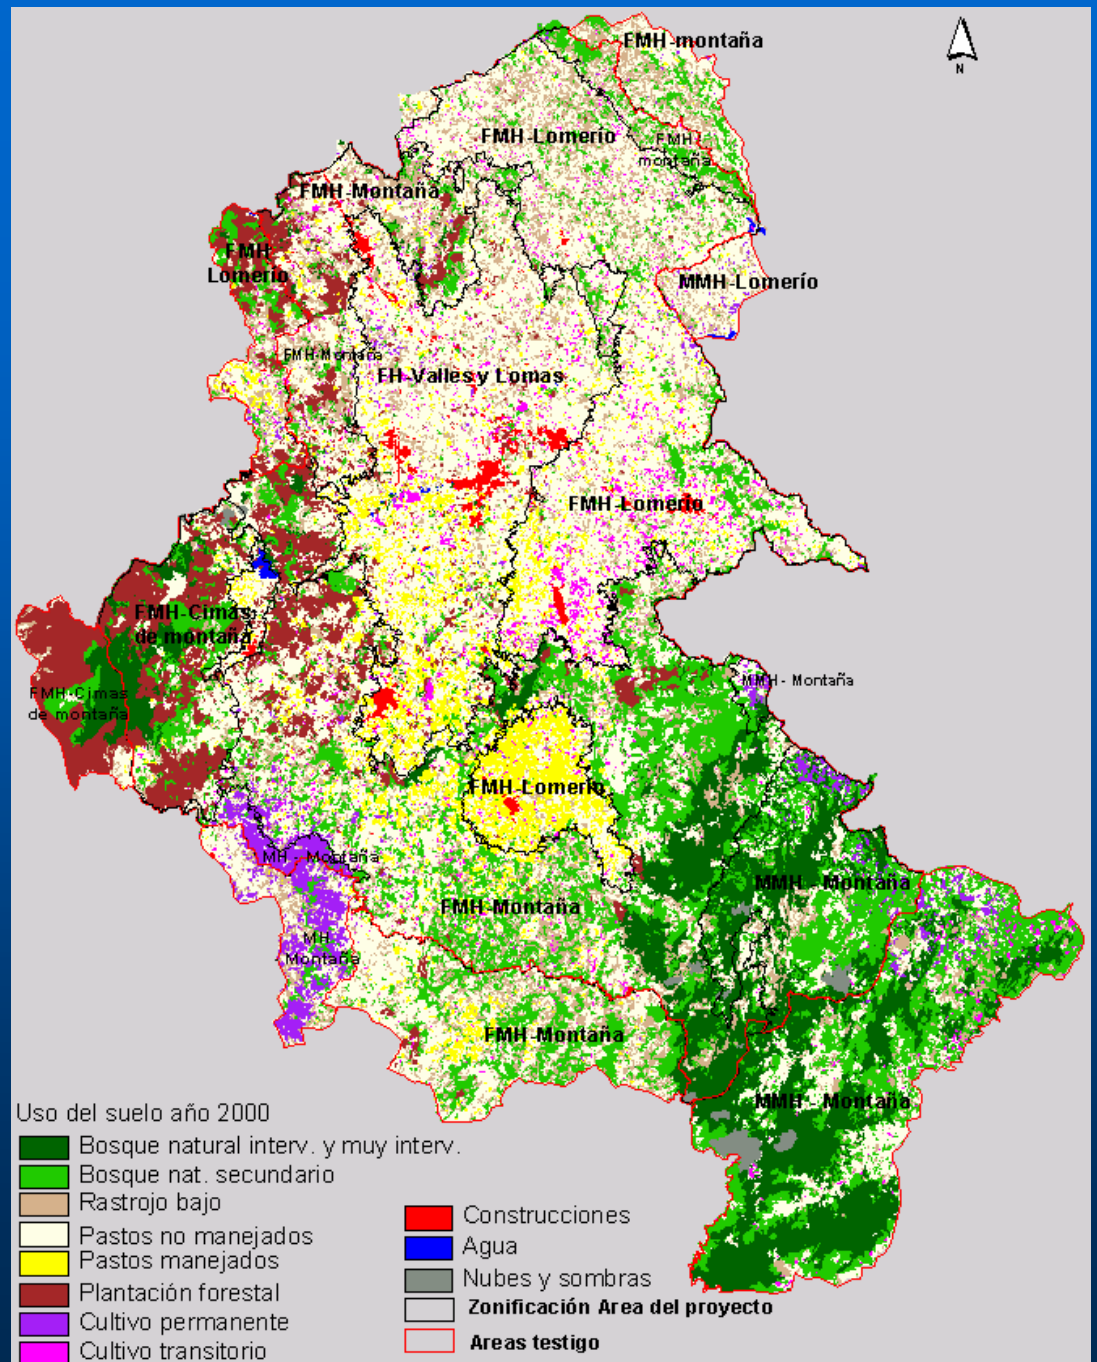 FMH-montaña
N
FMH-Lomerío
FMH
montaña
FMH-Montaña
FMH
Lomerío
MMH-Lomerío
FMH-Montaña
FH-Valles y Lomas
FMH-Lomerío
FMH-Cimas
de montaña
FMH-Cimas
de montaña
MMH- Montaña
FMH-Lomerío
MH - Montaña
MMH - Montaña
FMH-Montaña
MH
Montaña
FMH-Montaña
MMH - Montaña
Uso del suelo año 2000
Bosque natural interv. y muy interv.
Bosque nat. secundario
Rastrojo bajo
Pastos no manejados
Pastos manejados
Plantación forestal
Cultivo permanente
Cultivo transitorio
Construcciones
Agua
Nubes y sombras
Zonificación Area del proyecto
Areas testigo